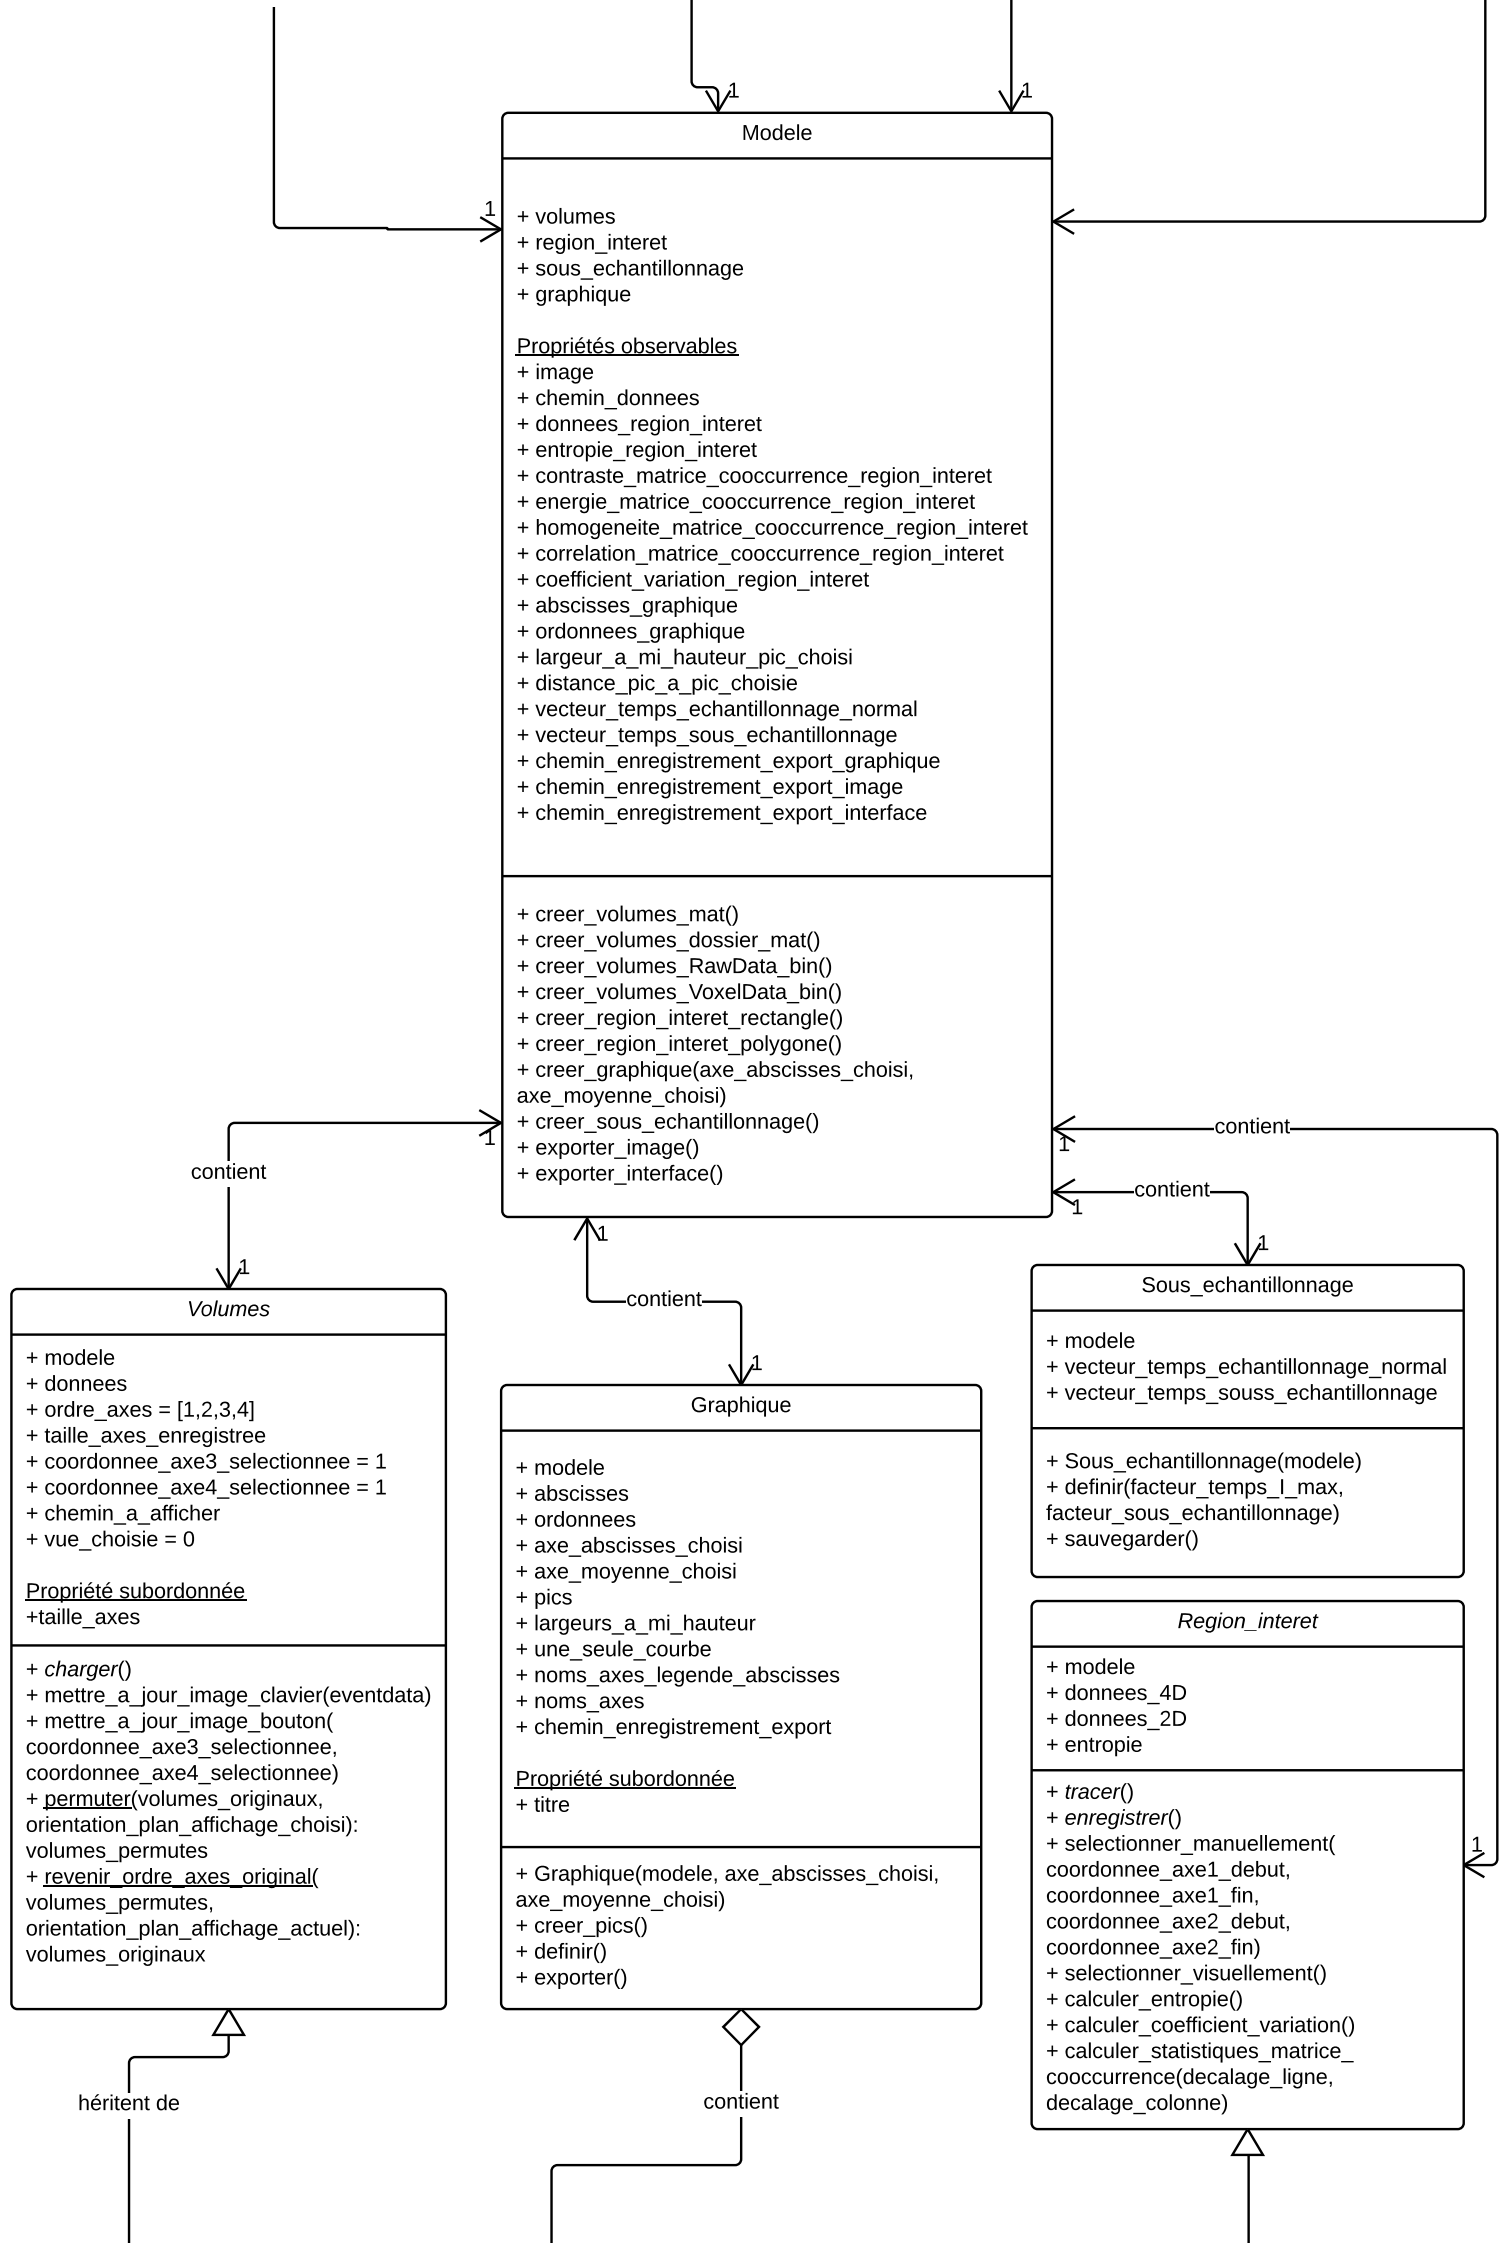 1
1
Modele
1
+ volumes
+ region_interet
+ sous_echantillonnage
+ graphique
Propriétés observables
+ image
+ chemin_donnees
+ donnees_region_interet
+ entropie_region_interet
+ contraste_matrice_cooccurrence_region_interet
+ energie_matrice_cooccurrence_region_interet
+ homogeneite_matrice_cooccurrence_region_interet
+ correlation_matrice_cooccurrence_region_interet
+ coefficient_variation_region_interet
+ abscisses_graphique
+ ordonnees_graphique
+ largeur_a_mi_hauteur_pic_choisi
+ distance_pic_a_pic_choisie
+ vecteur_temps_echantillonnage_normal
+ vecteur_temps_sous_echantillonnage
+ chemin_enregistrement_export_graphique
+ chemin_enregistrement_export_image
+ chemin_enregistrement_export_interface
+ creer_volumes_mat()
+ creer_volumes_dossier_mat()
+ creer_volumes_RawData_bin()
+ creer_volumes_VoxelData_bin()
+ creer_region_interet_rectangle()
+ creer_region_interet_polygone()
+ creer_graphique(axe_abscisses_choisi,
axe_moyenne_choisi)
+ creer_sous_echantillonnage()
+ exporter_image()
+ exporter_interface()
1
contient
1
1
contient
1
1
contient
1
contient
1
1
Volumes
+ modele
+ donnees
+ ordre_axes = [1,2,3,4]
+ taille_axes_enregistree
+ coordonnee_axe3_selectionnee = 1
+ coordonnee_axe4_selectionnee = 1
+ chemin_a_afficher
+ vue_choisie = 0
Propriété subordonnée
+taille_axes
+ charger()
+ mettre_a_jour_image_clavier(eventdata)
+ mettre_a_jour_image_bouton(
coordonnee_axe3_selectionnee,
coordonnee_axe4_selectionnee)
+ permuter(volumes_originaux,
orientation_plan_affichage_choisi):
volumes_permutes
+ revenir_ordre_axes_original(
volumes_permutes,
orientation_plan_affichage_actuel):
volumes_originaux
héritent de
Graphique
+ modele
+ abscisses
+ ordonnees
+ axe_abscisses_choisi
+ axe_moyenne_choisi
+ pics
+ largeurs_a_mi_hauteur
+ une_seule_courbe
+ noms_axes_legende_abscisses
+ noms_axes
+ chemin_enregistrement_export
Propriété subordonnée
+ titre
+ Graphique(modele, axe_abscisses_choisi,
axe_moyenne_choisi)
+ creer_pics()
+ definir()
+ exporter()
contient
Sous_echantillonnage
+ modele
+ vecteur_temps_echantillonnage_normal
+ vecteur_temps_souss_echantillonnage
+ Sous_echantillonnage(modele)
+ definir(facteur_temps_I_max,
facteur_sous_echantillonnage)
+ sauvegarder()
Region_interet
+ modele
+ donnees_4D
+ donnees_2D
+ entropie
+ tracer()
+ enregistrer()
+ selectionner_manuellement(
coordonnee_axe1_debut,
coordonnee_axe1_fin,
coordonnee_axe2_debut,
coordonnee_axe2_fin)
+ selectionner_visuellement()
+ calculer_entropie()
+ calculer_coefficient_variation()
+ calculer_statistiques_matrice_
cooccurrence(decalage_ligne,
decalage_colonne)